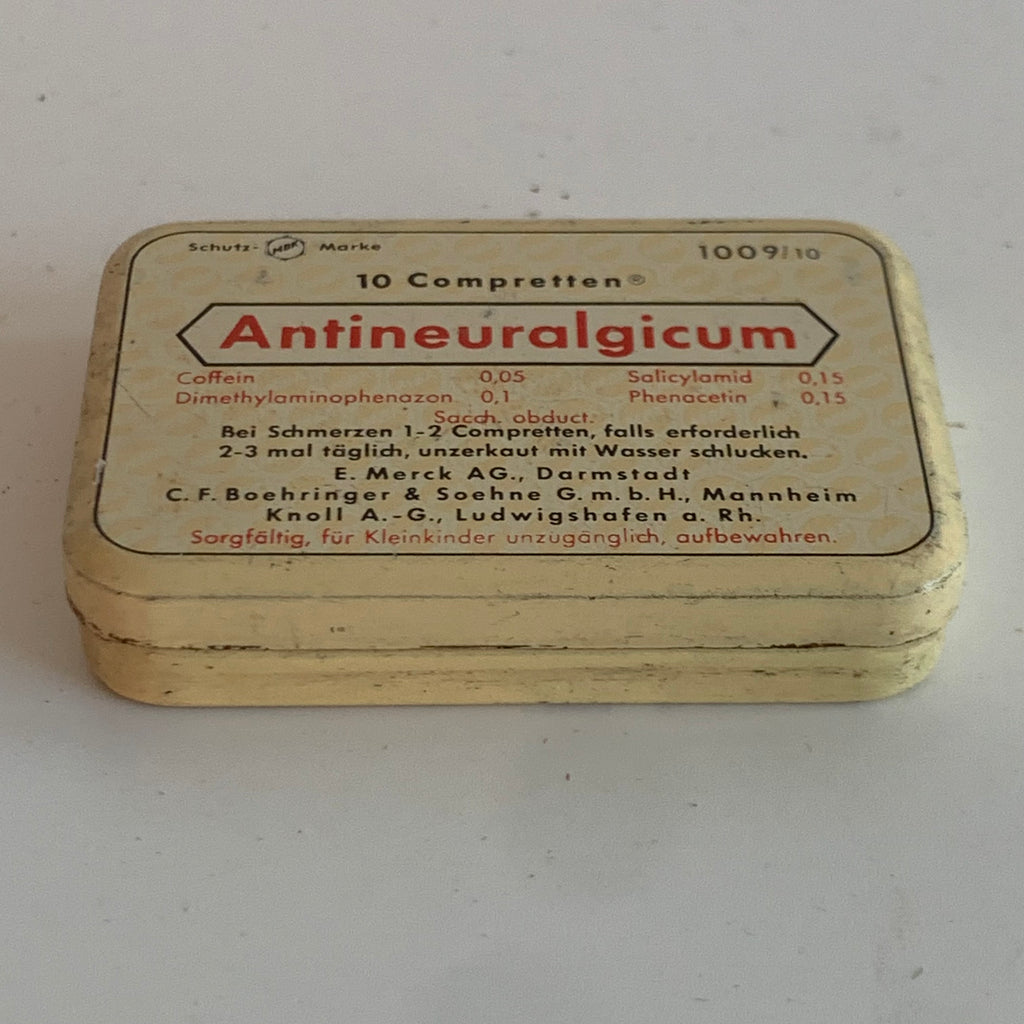 Schutz- MBK Marke 1009/10
10 Compretten®
Antineuralgicum
Coffein 0,05 Salicylamid 0,15
Dimethylaminophenazon 0,1 Phenacetin 0,15
Sacch. obduct.
Bei Schmerzen 1-2 Compretten, falls erforderlich
2-3 mal täglich, unzerkaut mit Wasser schlucken.
E. Merck AG., Darmstadt
C. F. Boehringer & Soehne G. m. b. H., Mannheim
Knoll A.-G., Ludwigshafen a. Rh.
Sorgfältig, für Kleinkinder unzugänglich, aufbewahren.